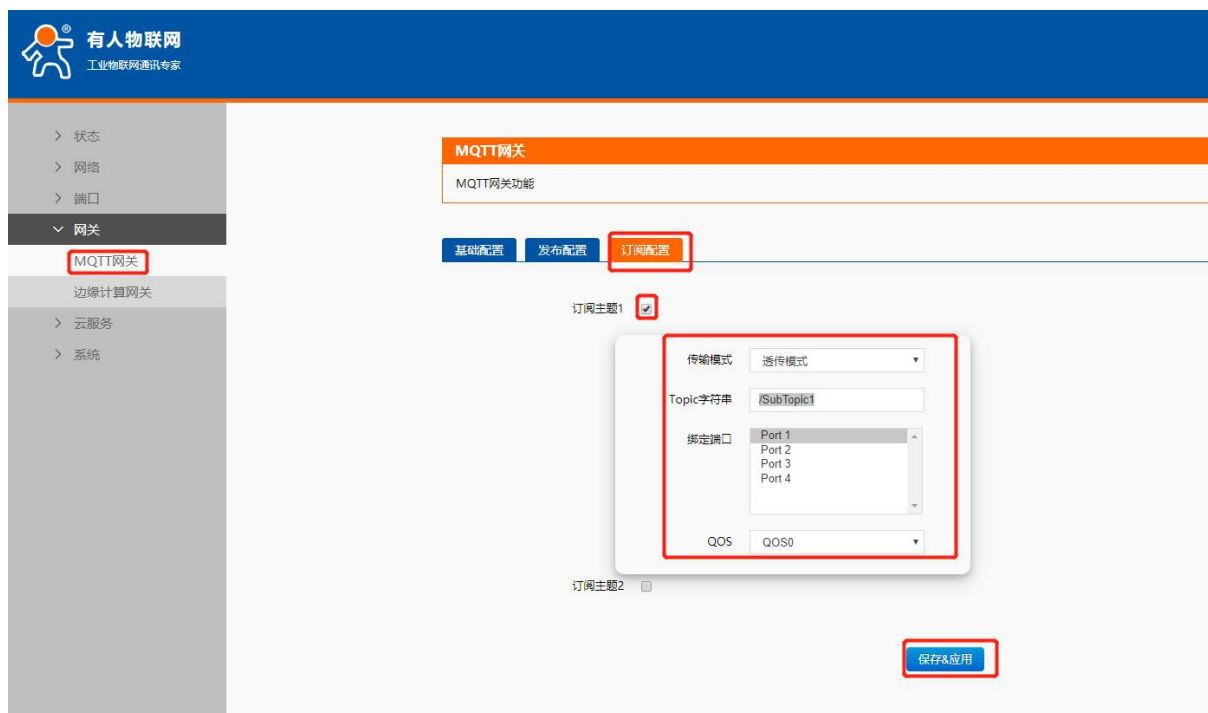 有人物联网
®
工业物联网通讯专家
状态
网络
端口
网关
MQTT网关
边缘计算网关
云服务
系统
MQTT网关
MQTT网关功能
基础配置 发布配置 订阅配置
订阅主题1
传输模式 透传模式
Topic字符串 /SubTopic1
绑定端口 Port 1
Port 2
Port 3
Port 4
QOS QOS0
订阅主题2
保存&应用